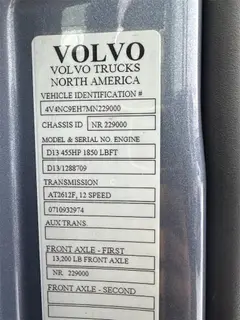 VOLVO
VOLVO TRUCKS
NORTH AMERICA
VEHICLE IDENTIFICATION #
4V4NC9EH7MN229000
CHASSIS ID NR 229000
MODEL & SERIAL NO. ENGINE
D13 455HP 1850 LBFT
D13/1288709
TRANSMISSION
AT2612F, 12 SPEED
0710932974
AUX TRANS.
FRONT AXLE - FIRST
13,200 LB FRONT AXLE
NR 229000
FRONT AXLE - SECOND